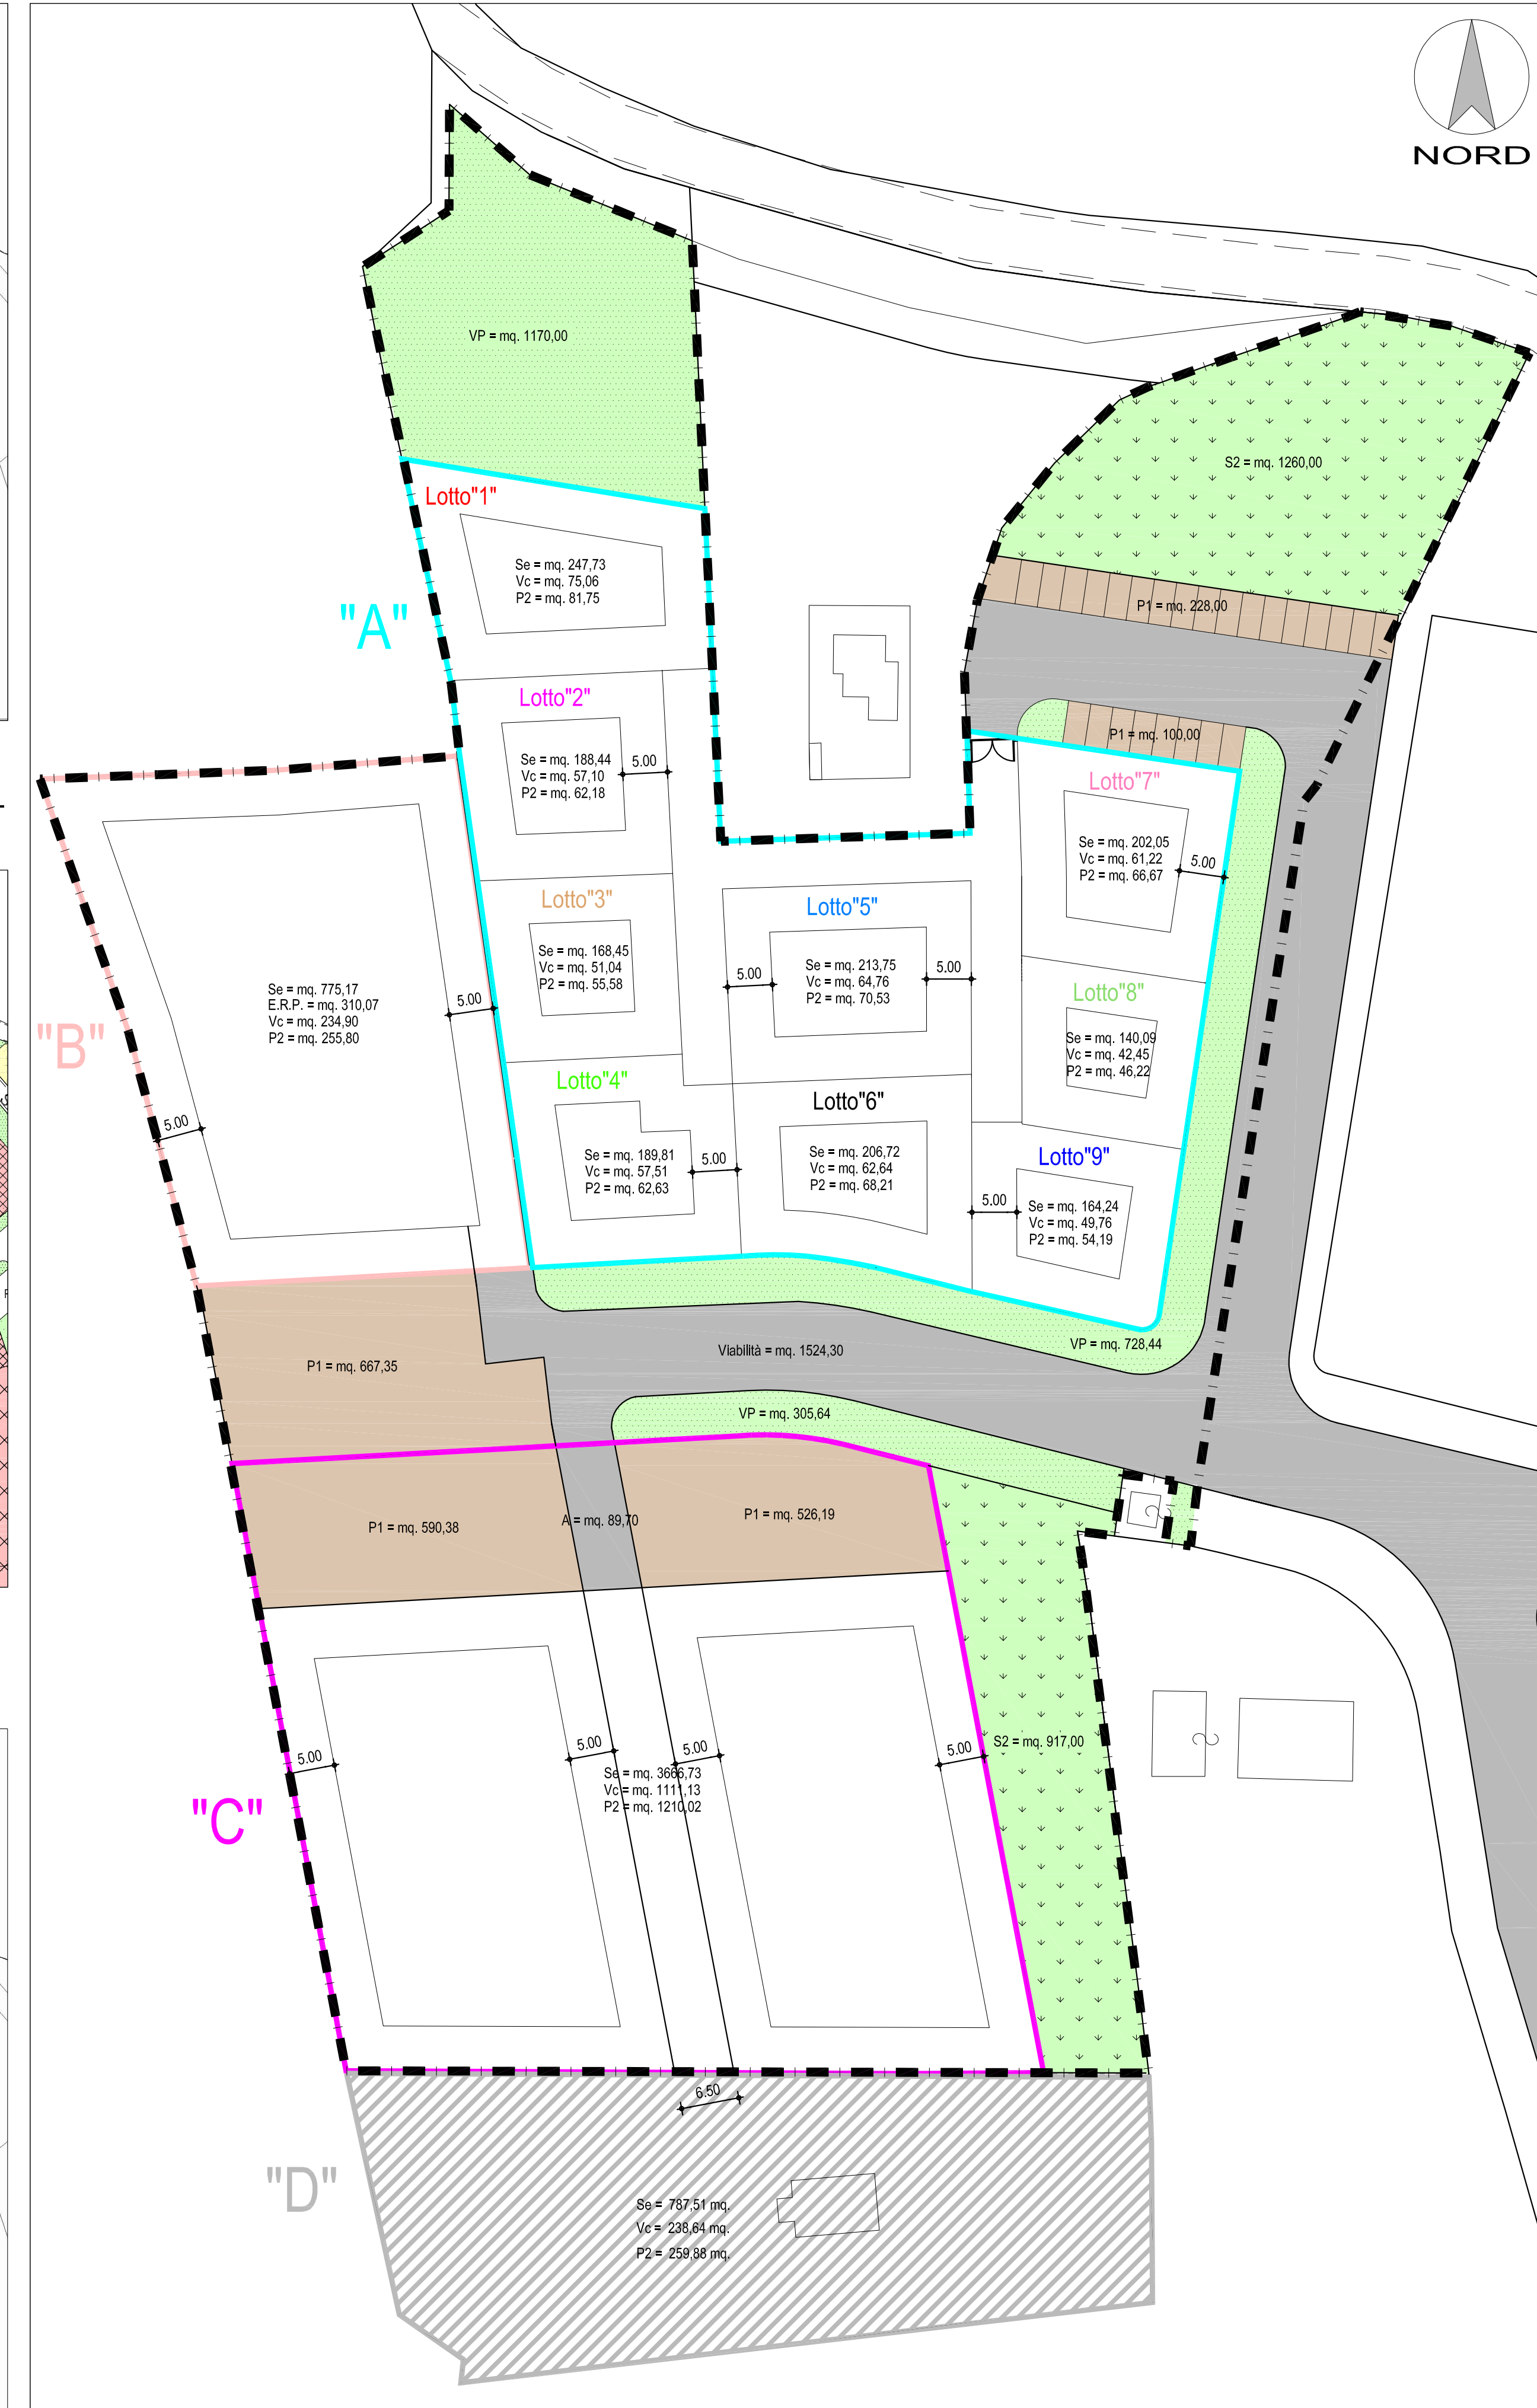 NORD
VP = mq. 1170,00
S2 = mq. 1260,00
Lotto"1"
Se = mq. 247,73
Vc = mq. 75,06
P2 = mq. 81,75
"A"
P1 = mq. 228,00
Lotto"2"
Se = mq. 188,44
Vc = mq. 57,10
P2 = mq. 62,18
5.00
P1 = mq. 100,00
Lotto"7"
Se = mq. 202,05
Vc = mq. 61,22
P2 = mq. 66,67
5.00
Lotto"3"
Se = mq. 168,45
Vc = mq. 51,04
P2 = mq. 55,58
Lotto"5"
Se = mq. 213,75
Vc = mq. 64,76
P2 = mq. 70,53
5.00
5.00
Lotto"8"
Se = mq. 140,09
Vc = mq. 42,45
P2 = mq. 46,22
"B"
Se = mq. 775,17
E.R.P. = mq. 310,07
Vc = mq. 234,90
P2 = mq. 255,80
5.00
5.00
Lotto"4"
Se = mq. 189,81
Vc = mq. 57,51
P2 = mq. 62,63
5.00
Lotto"6"
Se = mq. 206,72
Vc = mq. 62,64
P2 = mq. 68,21
Lotto"9"
Se = mq. 164,24
Vc = mq. 49,76
P2 = mq. 54,19
5.00
P1 = mq. 667,35
Viabilità = mq. 1524,30
VP = mq. 728,44
VP = mq. 305,64
P1 = mq. 590,38
A = mq. 89,70
P1 = mq. 526,19
2
"C"
5.00
5.00
5.00
5.00
Se = mq. 3666,73
Vc = mq. 1111,13
P2 = mq. 1210,02
S2 = mq. 917,00
2
6.50
"D"
Se = 787,51 mq.
Vc = 238,64 mq.
P2 = 259,88 mq.